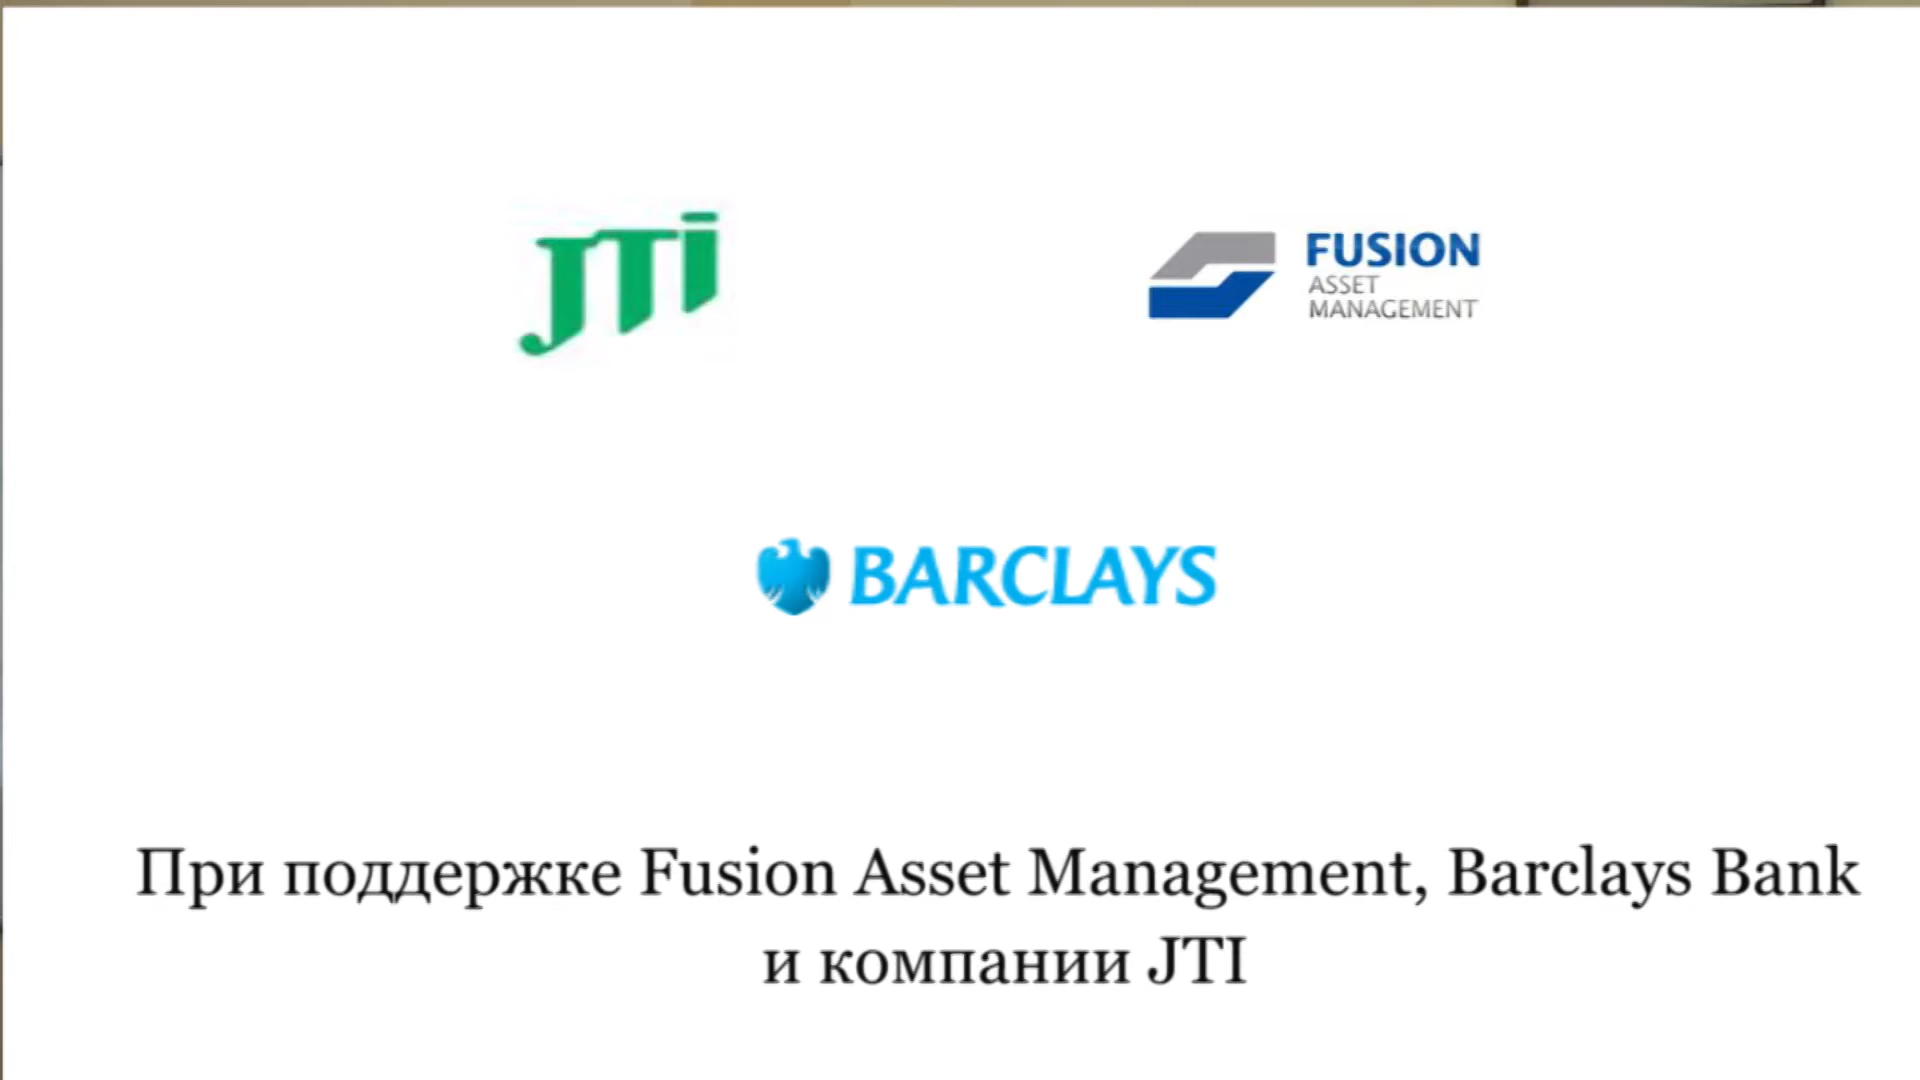 JTi
FUSION
ASSET
MANAGEMENT
BARCLAYS
При поддержке Fusion Asset Management, Barclays Bank
и компании JTI